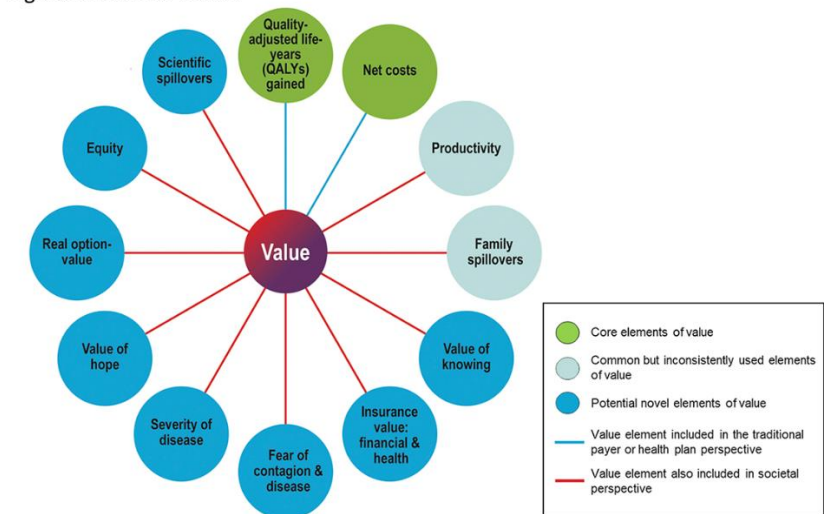 Quality-
adjusted life-
years
(QALYs)
gained
Net costs
Productivity
Family
spillovers
Value of
knowing
Insurance
value:
financial &
health
Fear of
contagion &
disease
Severity of
disease
Value of
hope
Real option-
value
Equity
Scientific
spillovers
Value
Core elements of value
Common but inconsistently used elements
of value
Potential novel elements of value
Value element included in the traditional
payer or health plan perspective
Value element also included in societal
perspective